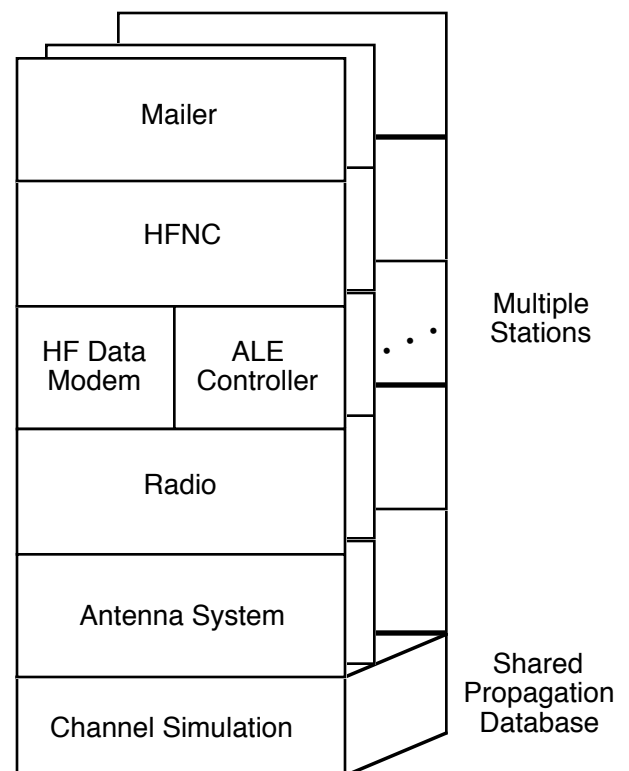 Mailer
HFNC
HF Data
Modem
ALE
Controller
Multiple
Stations
Radio
Antenna System
Shared
Propagation
Database
Channel Simulation